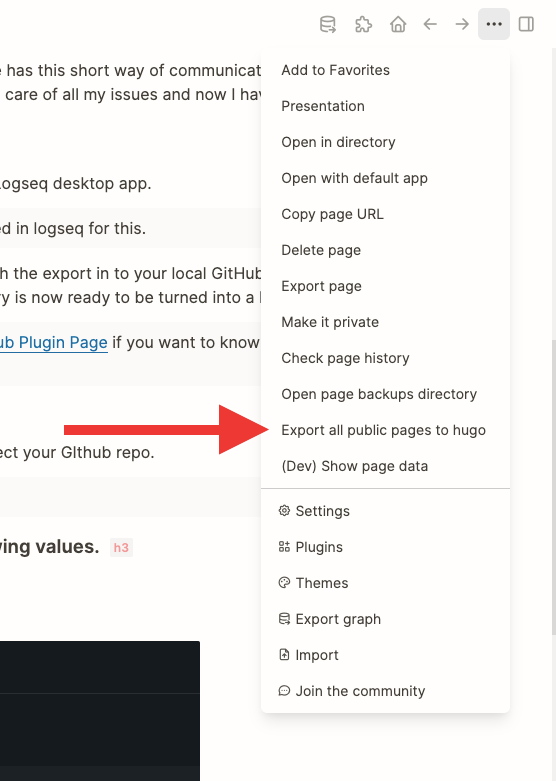 has this short way of communicat
care of all my issues and now I hav
Logseq desktop app.
d in logseq for this.
h the export in to your local GitHub
y is now ready to be turned into a
ub Plugin Page if you want to know
ect your GIthub repo.
ving values. h3
Add to Favorites
Presentation
Open in directory
Open with default app
Copy page URL
Delete page
Export page
Make it private
Check page history
Open page backups directory
Export all public pages to hugo
(Dev) Show page data
Settings
Plugins
Themes
Export graph
Import
Join the community